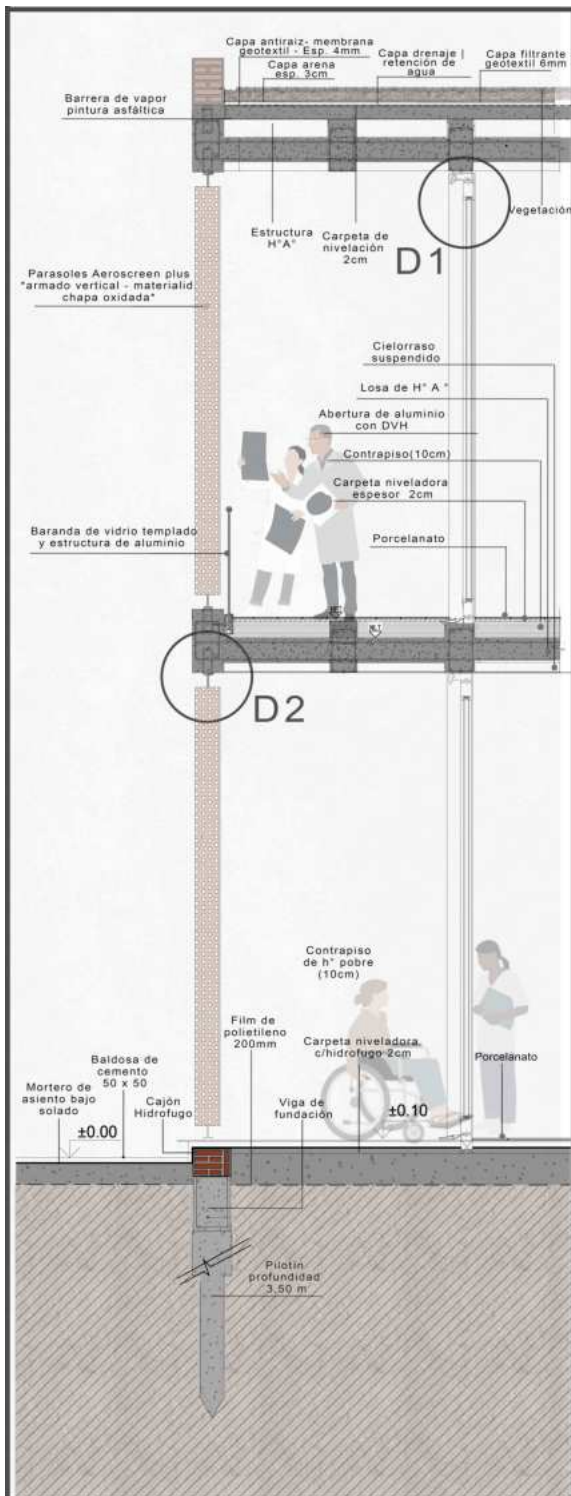 Capa antiraiz- membrana
geotextil - Esp. 4mm
Capa arena
esp. 3cm
Capa drenaje |
retención de
agua
Capa filtrante
geotextil 6mm
Barrera de vapor
pintura asfáltica
Estructura
H°A°
Carpeta de
nivelación
2cm
D1
Vegetación
Parasoles Aeroscreen plus
"armado vertical - materialid
chapa oxidada"
Cielorraso
suspendido
Losa de H° A °
Abertura de aluminio
con DVH
Contrapiso(10cm)
Carpeta niveladora
espesor 2cm
Baranda de vidrio templado
y estructura de aluminio
Porcelanato
NLT
D2
Contrapiso
de h° pobre
(10cm)
Film de
polietileno
200mm
Carpeta niveladora
c/hidrofugo 2cm
Porcelanato
Baldosa de
cemento
50 x 50
Mortero de
asiento bajo
solado
Cajón
Hidrofugo
Viga de
fundación
±0.10
±0.00
Pilotín
profundidad
3,50 m